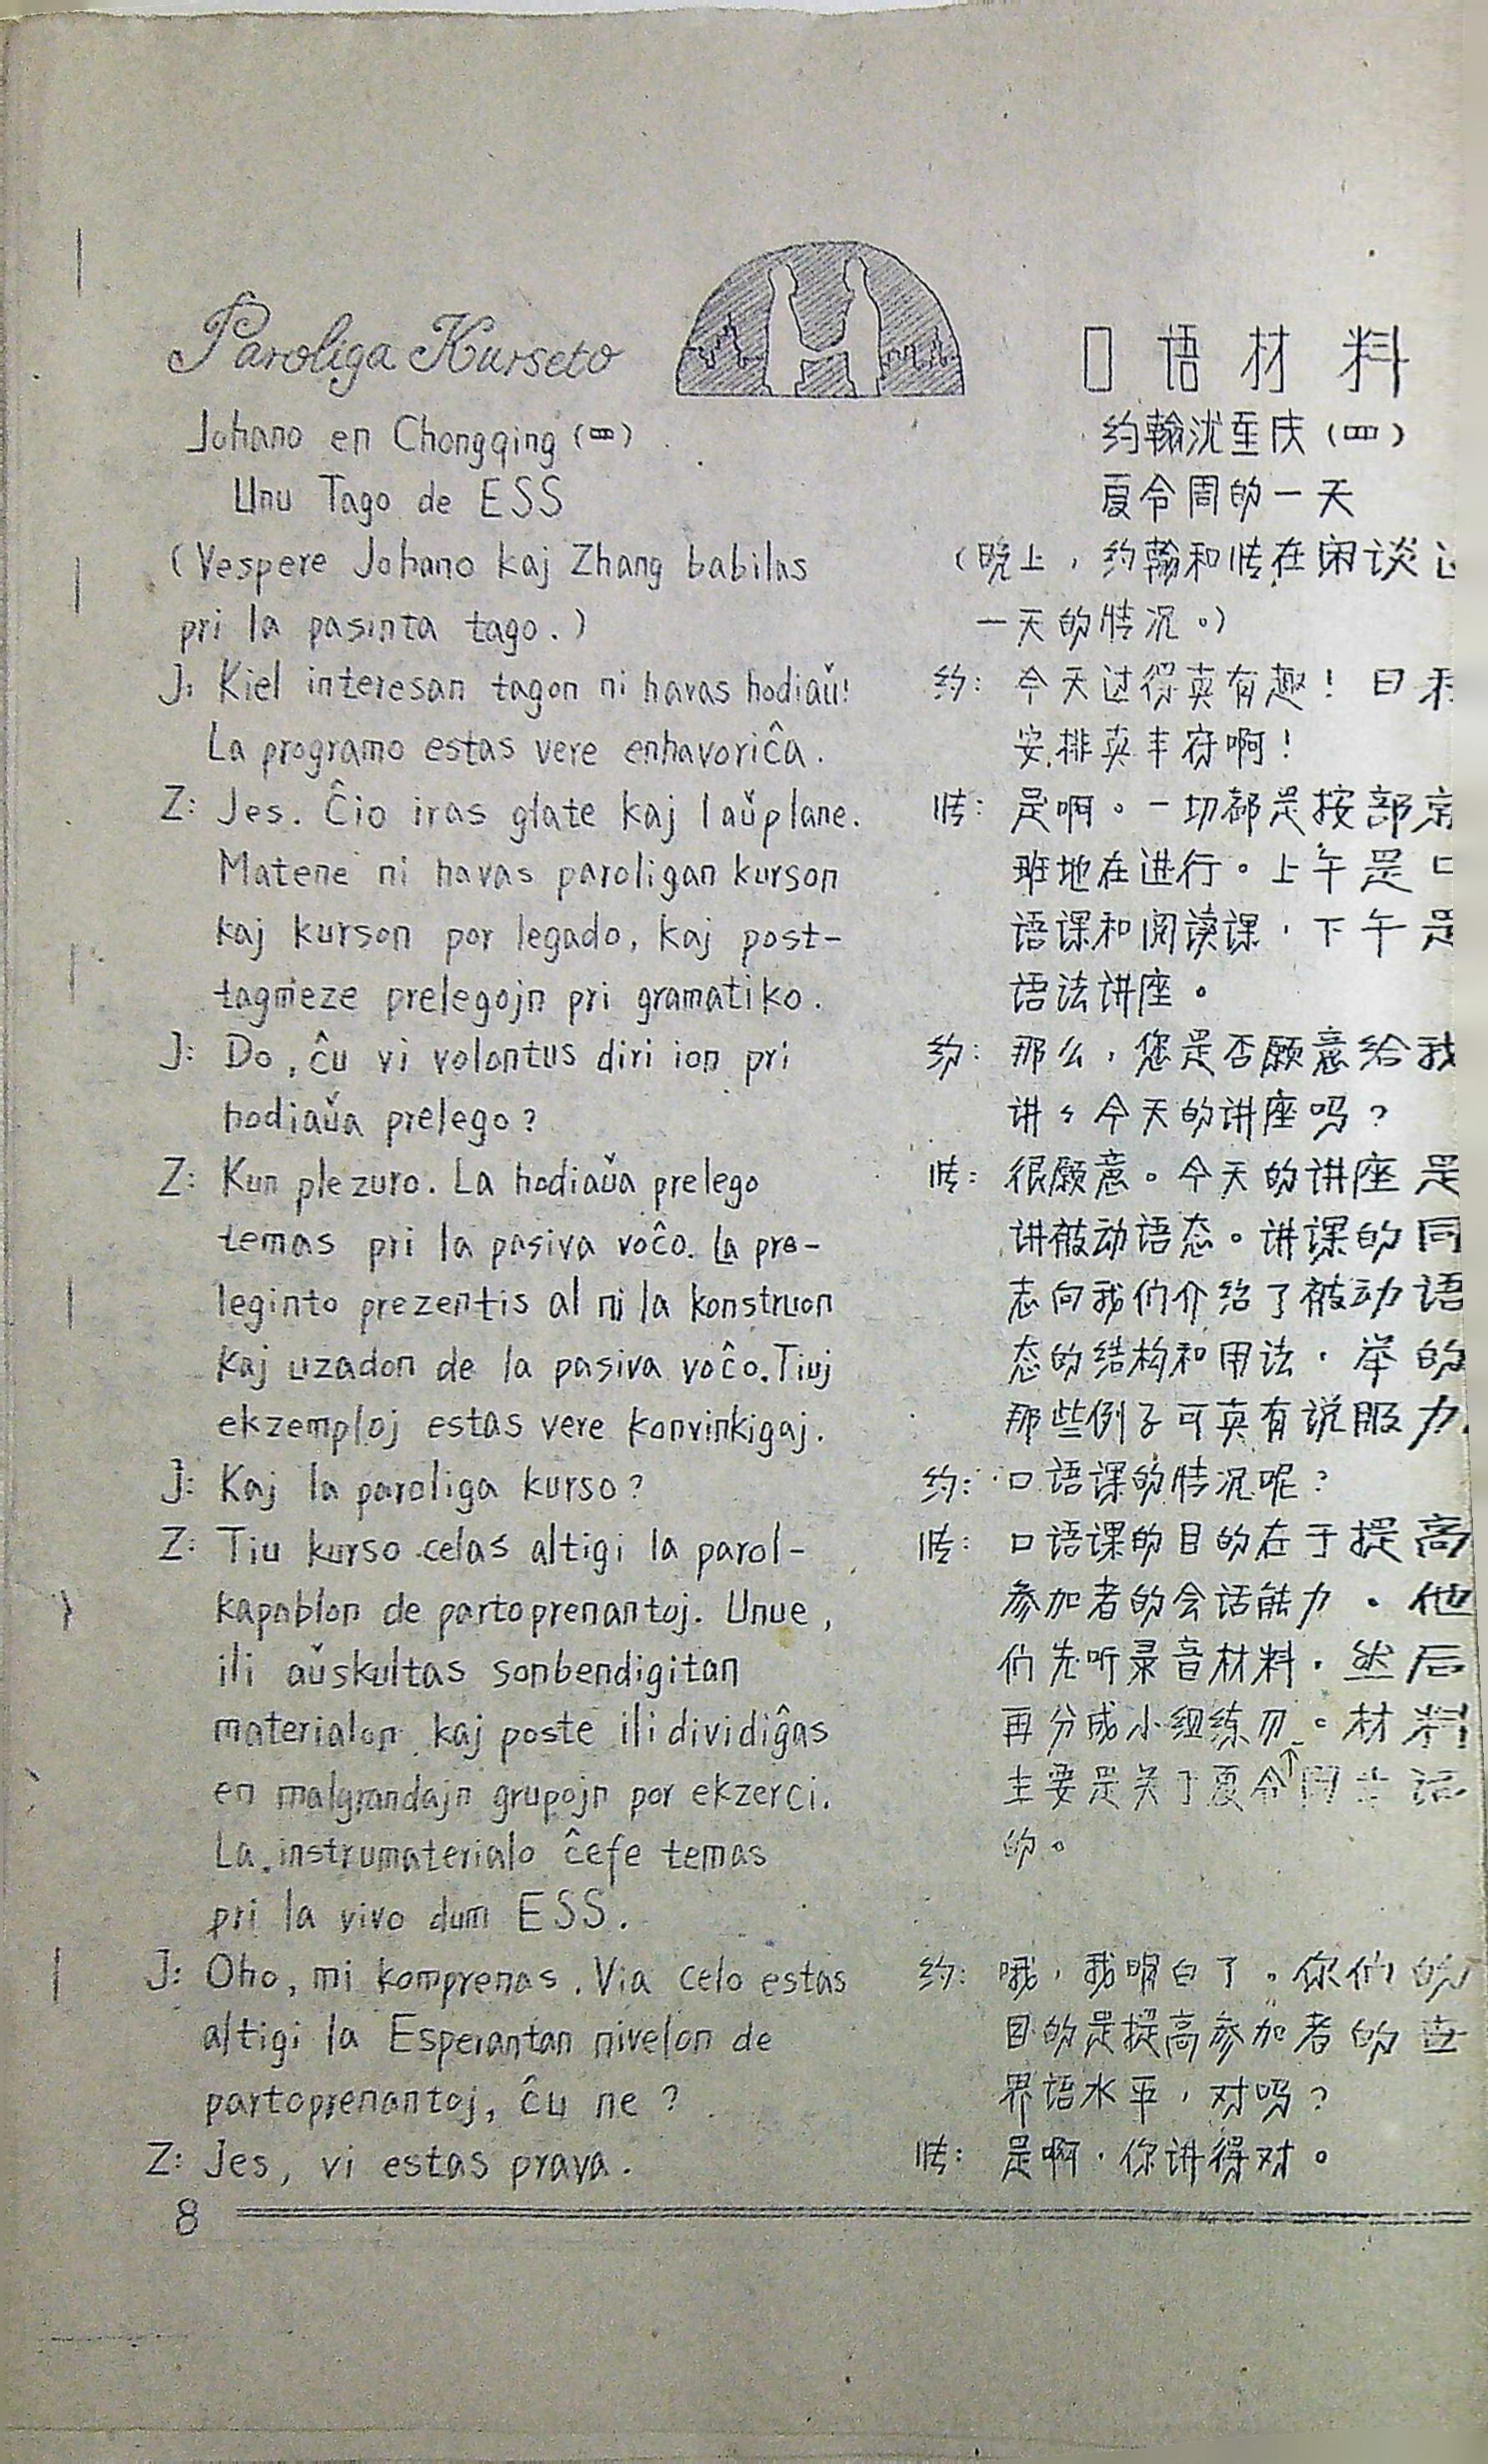 Paroliga Kurseto
Johano en Chongqing (四)
Unu Tago de ESS
(Vespere Johano kaj Zhang babilas
pri la pasinta tago.)
J: Kiel interesan tagon ni havas hodiaŭ!
La programo estas vere enhavoriĉa.
Z: Jes. Ĉio iras glate kaj laŭplane.
Matene ni havas paroligan kurson
kaj kurson por legado, kaj post-
tagmeze prelegojn pri gramatiko.
J: Do, ĉu vi volontus diri ion pri
hodiaŭa prelego?
Z: Kun plezuro. La hodiaŭa prelego
temas pri la pasiva voĉo. La pre-
leginto prezentis al ni la konstruon
kaj uzadon de la pasiva voĉo. Tiuj
ekzemploj estas vere konvinkigaj.
J: Kaj la paroliga kurso?
Z: Tiu kurso celas altigi la parol-
kapablon de partoprenantoj. Unue,
ili aŭskultas sonbendigitan
materialon kaj poste ili dividiĝas
en malgrandajn grupojn por ekzerci.
La instrumaterialo ĉefe temas
pri la vivo dum ESS.
J: Oho, mi komprenas. Via celo estas
altigi la Esperantan nivelon de
partoprenantoj, ĉu ne?
Z: Jes, vi estas prava.
8
口语材料
约翰在重庆(四)
夏令周的一天
(晚上,约翰和张在闲谈
一天的情况。)
约: 今天过得真有趣! 日
安排真丰富啊!
张: 是啊。一切都是按部就
班地在进行。上午是口
语课和阅读课,下午是
语法讲座。
约: 那么,您是否愿意给我
讲々今天的讲座吗?
张: 很愿意。今天的讲座是
讲被动语态。讲课的同
志向我们介绍了被动语
态的结构和用法,举的
那些例子可真有说服力。
约: 口语课的情况呢?
张: 口语课的目的在于提高
参加者的会话能力。他
们先听录音材料,然后
再分成小组练习。材料
主要是关于夏令周生活
的。
约: 哦,我明白了。你们的
目的是提高参加者的世
界语水平,对吗?
张: 是啊,你讲得对。